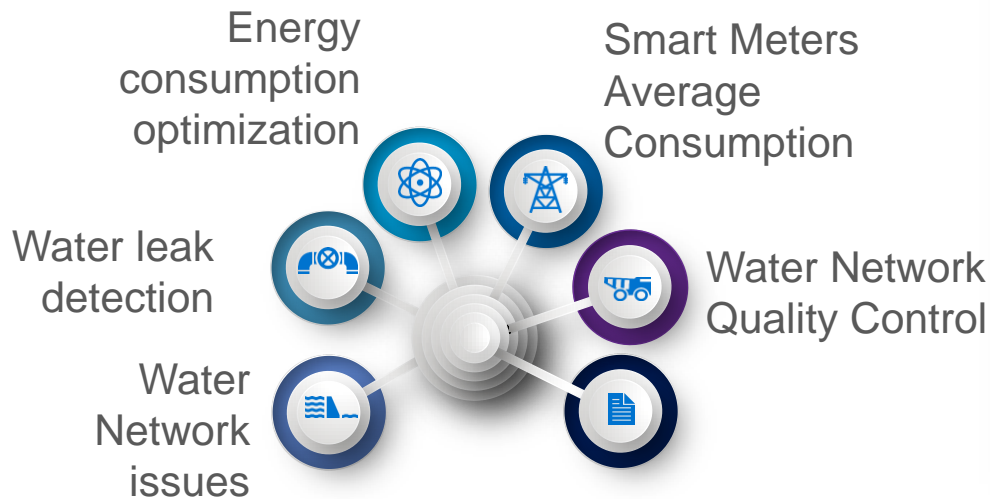 Energy
consumption
optimization
Smart Meters
Average
Consumption
Water leak
detection
Water Network
Quality Control
Water
Network
issues